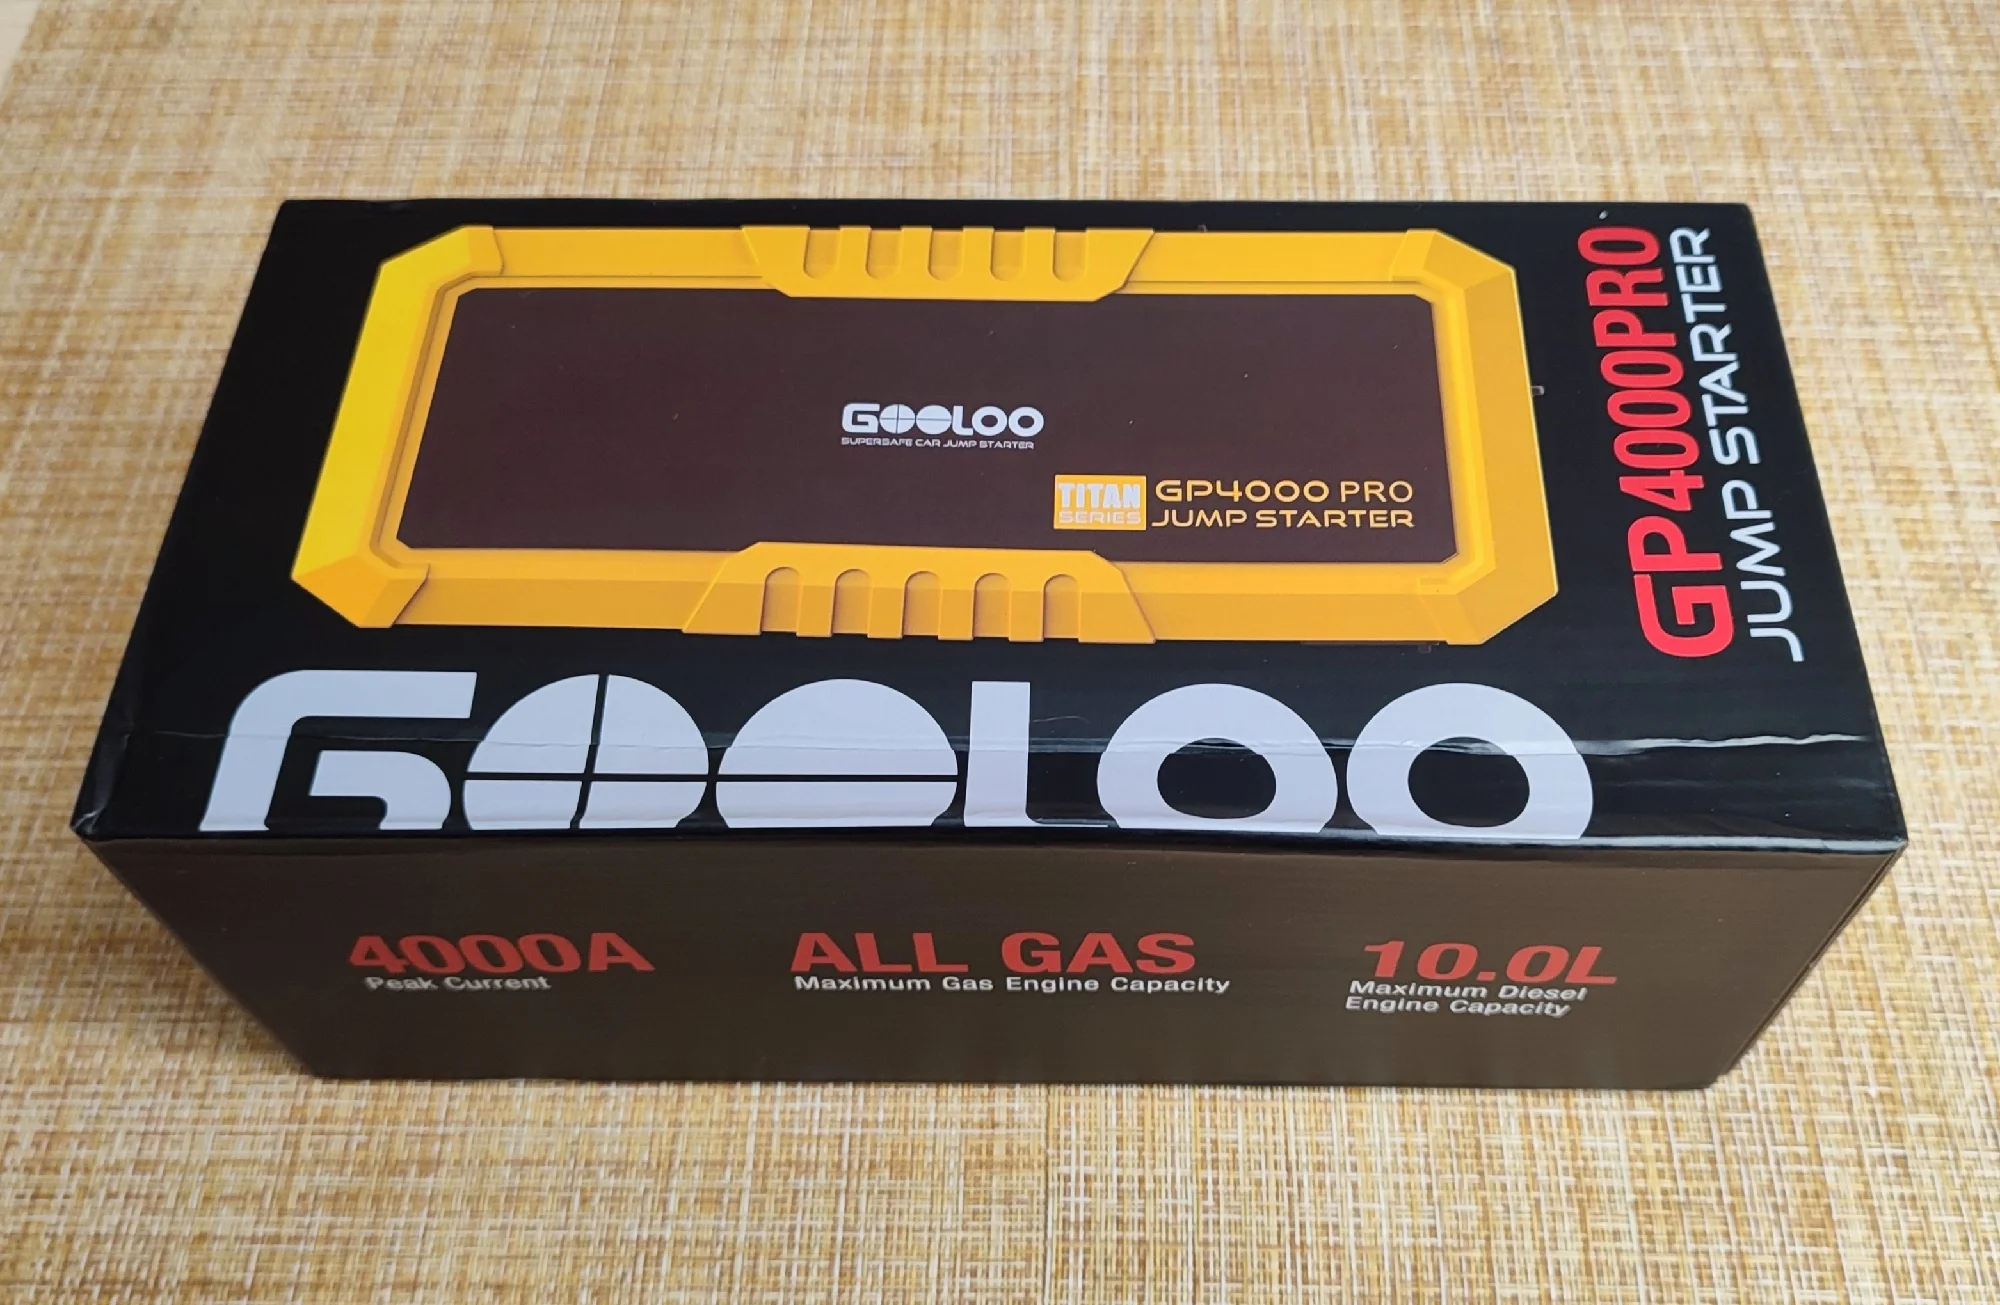 GOOLOO
SUPERSAFE CAR JUMP STARTER
TITAN
SERIES
GP4000 PRO
JUMP STARTER
GP4000PRO
JUMP STARTER
GOOLOO
4000A
Peak Current
ALL GAS
Maximum Gas Engine Capacity
10.0L
Maximum Diesel
Engine Capacity